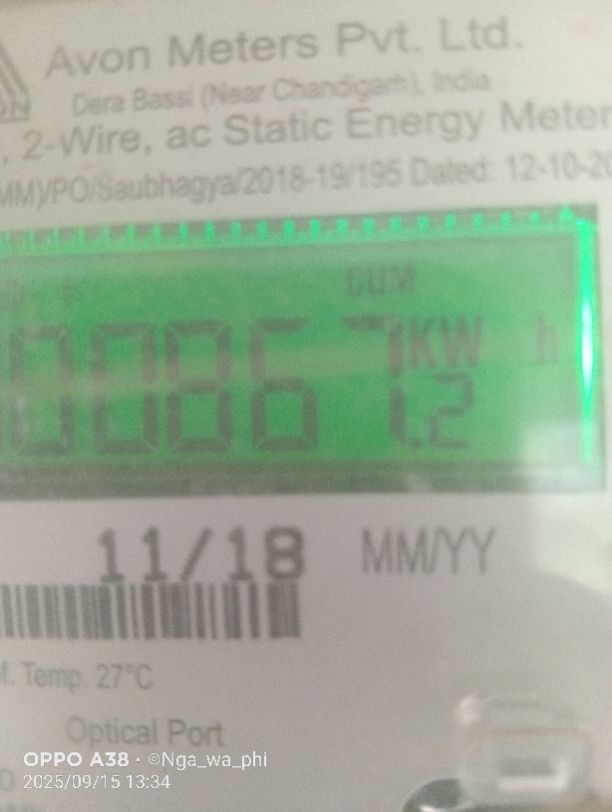 Avon Meters Pvt. Ltd.
Dera Bassi (Near Chandigarh), India
, 2-Wire, ac Static Energy Meter
MM)/PO/Saubhagya/2018-19/195 Dated: 12-10-20
CUM
00867.2 KW h
11/18 MM/YY
f. Temp. 27°C
Optical Port
OPPO A38 · ©Nga_wa_phi
2025/09/15 13:34